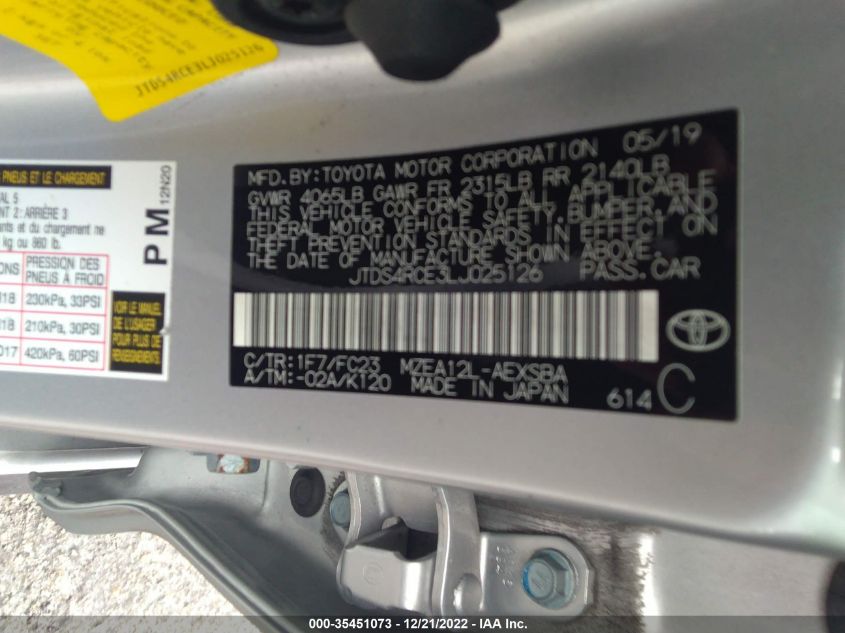 JTDS4RCE3LJ025126
PNEUS ET LE CHARGEMENT
AL 5
NT 2: ARRIÈRE 3
ants et du chargement ne
kg ou 860 lb.
PRESSION DES
PNEUS À FROID
230kPa, 33PSI
210kPa, 30PSI
420kPa, 60PSI
PM
12N20
VOIR LE MANUEL
DE L'USAGER
POUR PLUS DE
RENSEIGNEMENTS
MFD. BY: TOYOTA MOTOR CORPORATION 05/19
GVWR 4065LB GAWR FR 2315LB RR 2140LB
THIS VEHICLE CONFORMS TO ALL APPLICABLE
FEDERAL MOTOR VEHICLE SAFETY, BUMPER, AND
THEFT PREVENTION STANDARDS IN EFFECT ON
THE DATE OF MANUFACTURE SHOWN ABOVE.
JTDS4RCE3LJ025126 PASS. CAR
C/TR: 1F7/FC23 MZEA12L-AEXSBA
A/TM: -02A/K120 MADE IN JAPAN
614 C
000-35451073 - 12/21/2022 - IAA Inc.